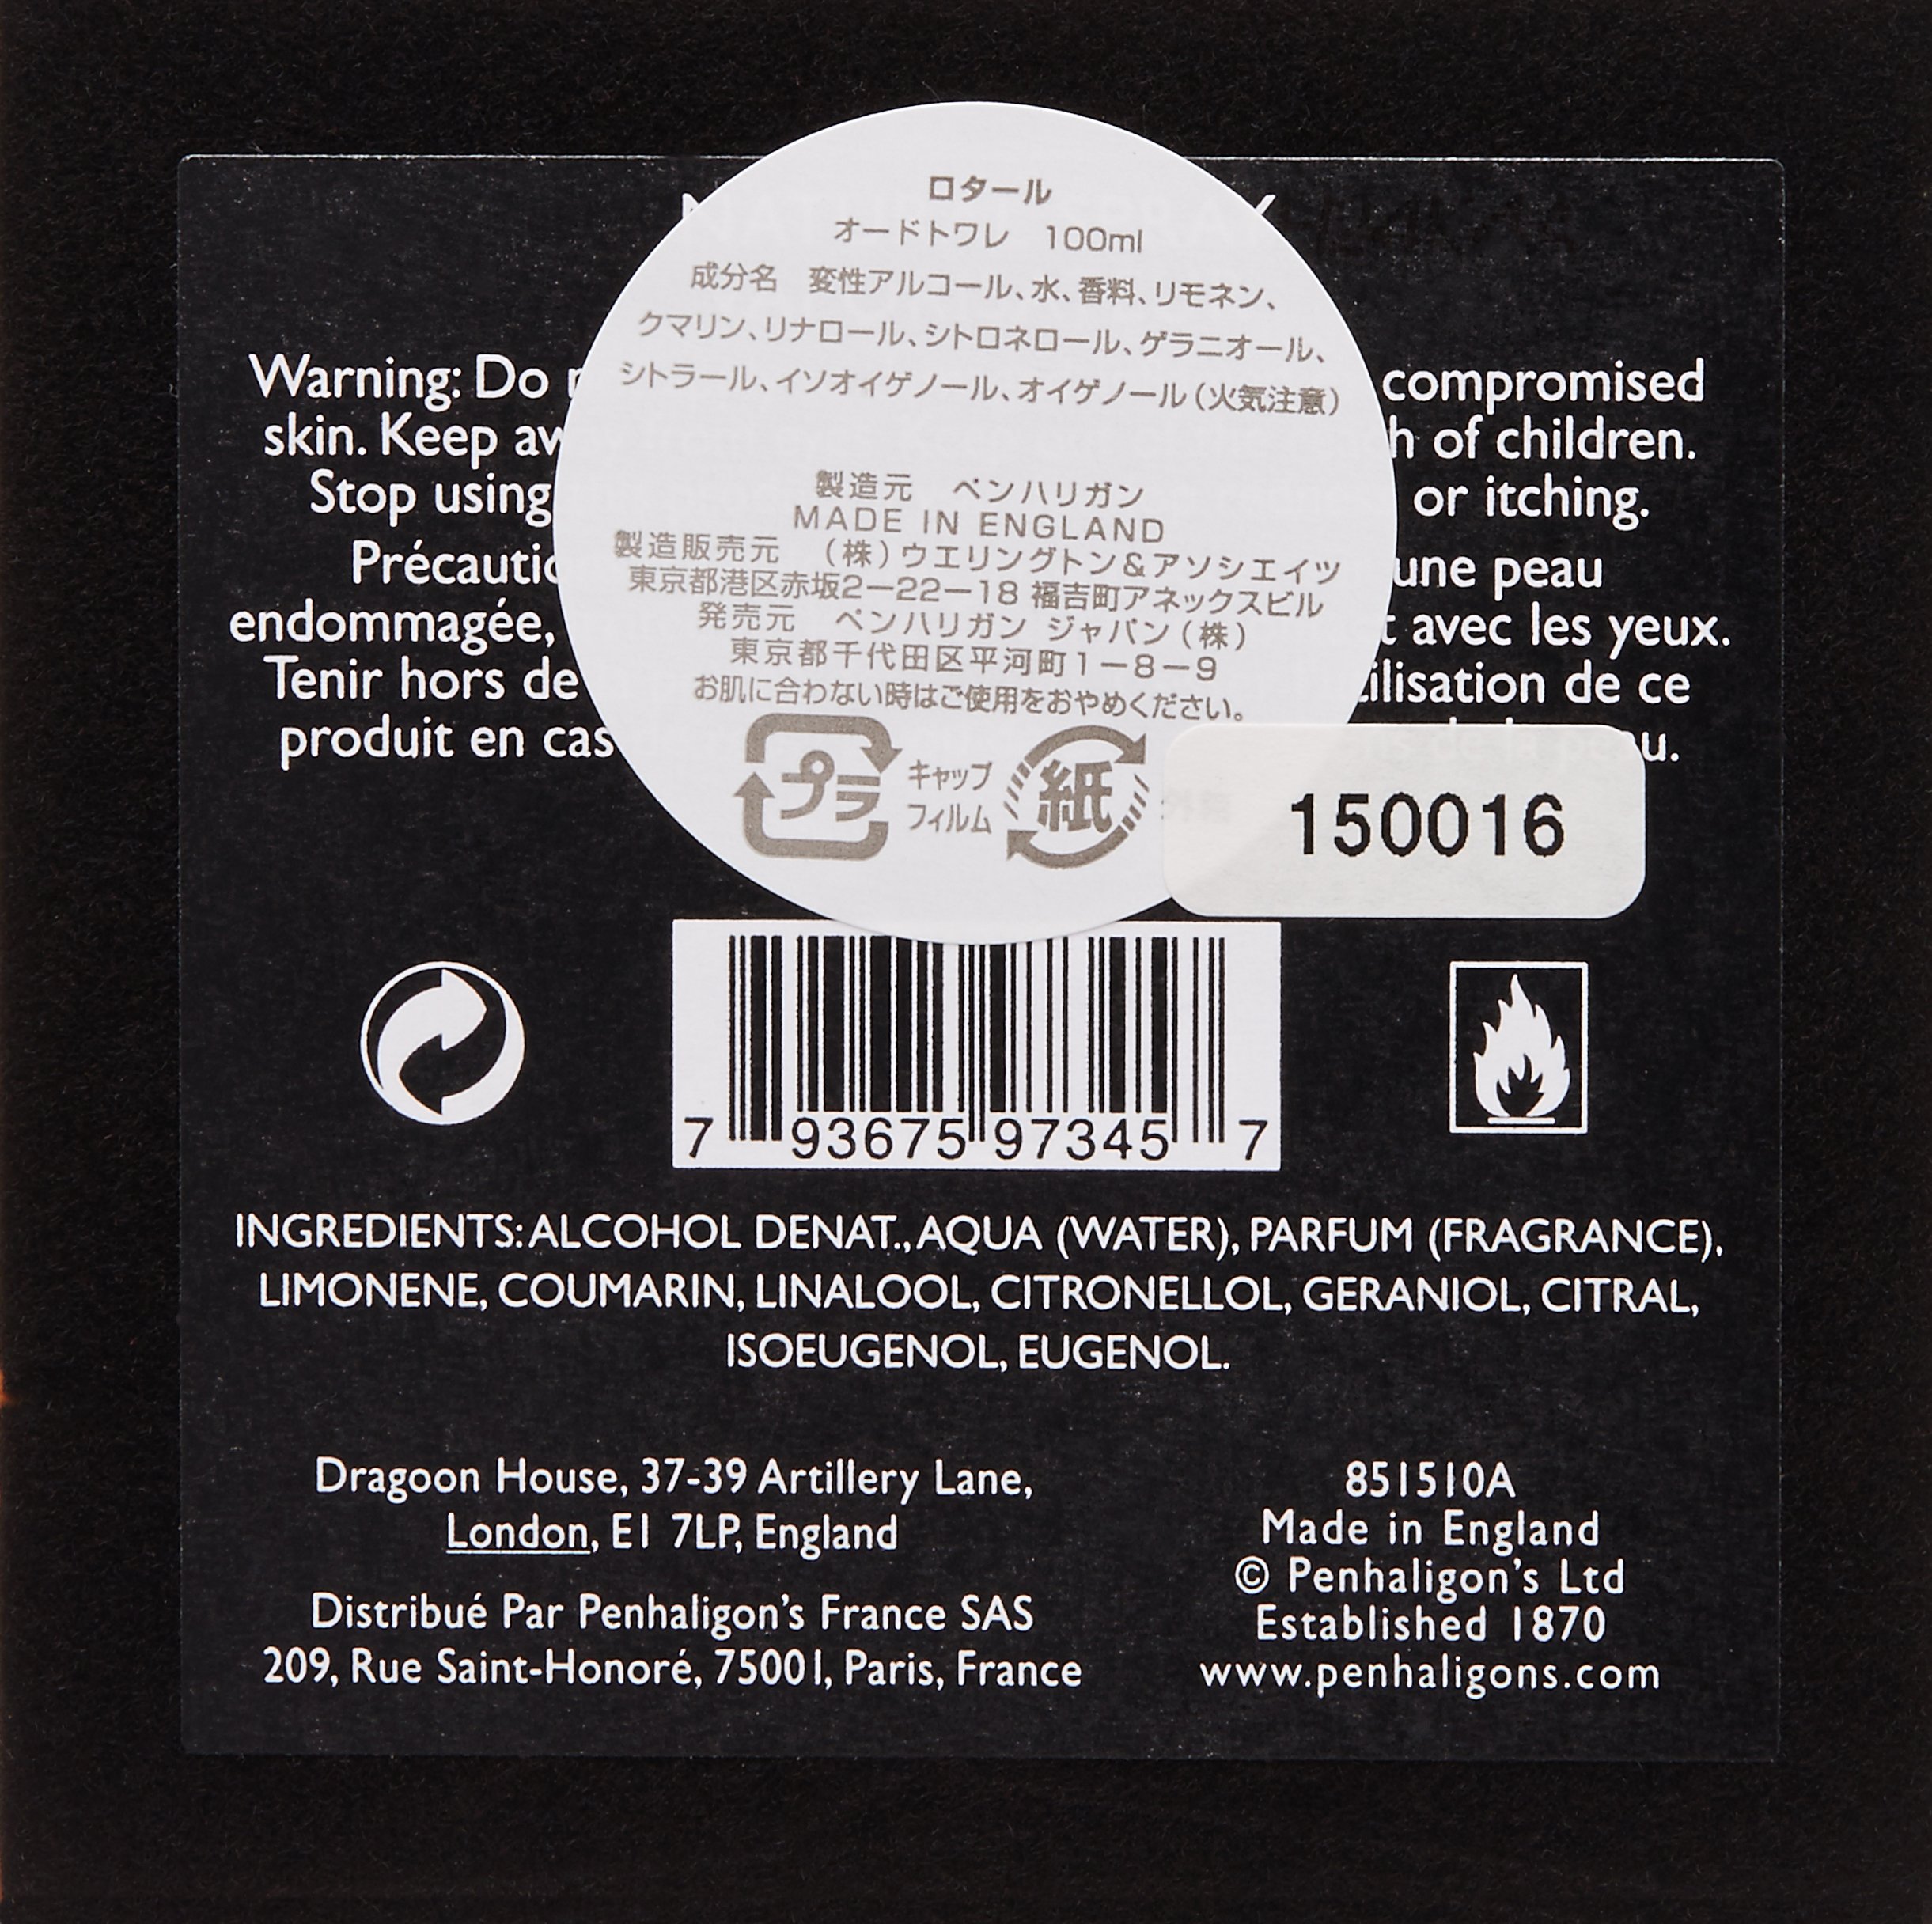 ロタール
オードトワレ 100ml
成分名 変性アルコール、水、香料、リモネン、
クマリン、リナロール、シトロネロール、ゲラニオール、
シトラール、イソオイゲノール、オイゲノール(火気注意)
製造元 ペンハリガン
MADE IN ENGLAND
製造販売元 (株)ウエリングトン&アソシエイツ
東京都港区赤坂2-22-18 福吉町アネックスビル
発売元 ペンハリガン ジャパン(株)
東京都千代田区平河町1-8-9
お肌に合わない時はご使用をおやめください。
プラ キャップ フィルム 紙 外装
150016
Warning: Do compromised
skin. Keep of children.
Stop using or itching.
une peau
endommagée, avec les yeux.
Tenir hors de de ce
produit en cas de la peau.
7 93675 97345 7
INGREDIENTS: ALCOHOL DENAT., AQUA (WATER), PARFUM (FRAGRANCE),
LIMONENE, COUMARIN, LINALOOL, CITRONELLOL, GERANIOL, CITRAL,
ISOEUGENOL, EUGENOL.
Dragoon House, 37-39 Artillery Lane,
London, E1 7LP, England
Distribué Par Penhaligon's France SAS
209, Rue Saint-Honoré, 75001, Paris, France
851510A
Made in England
© Penhaligon's Ltd
Established 1870
www.penhaligons.com